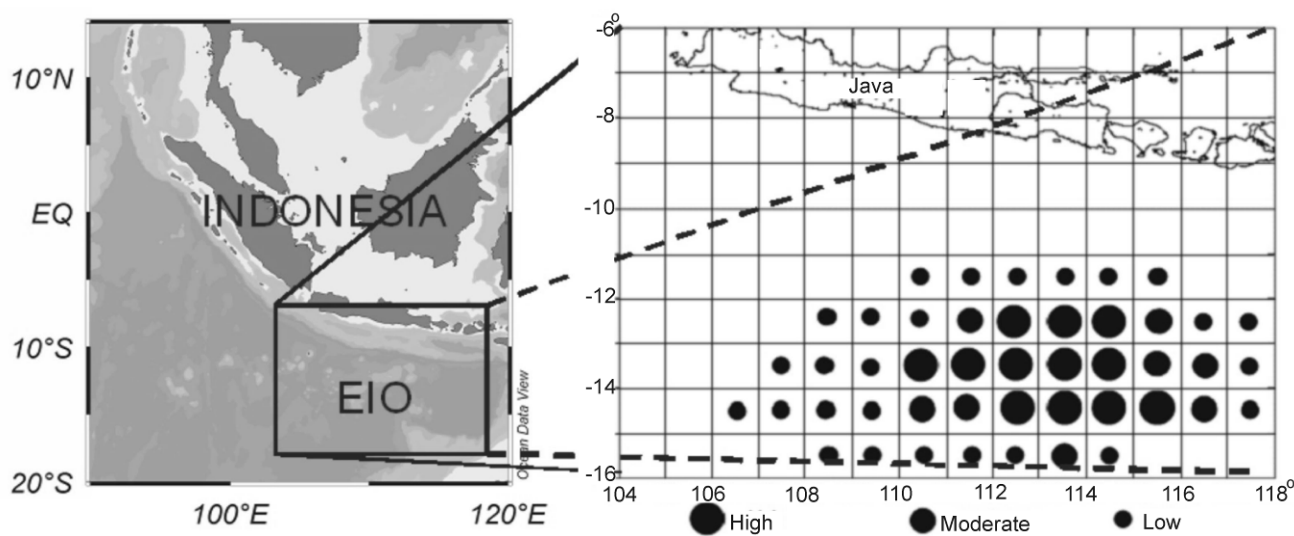 10°N
INDONESIA
EQ
10°S
EIO
20°S
100°E
120°E
Ocean Data View
-6°
Java
-8
-10
-12
-14
-16
104 106 108 110 112 114 116 118°
High Moderate Low